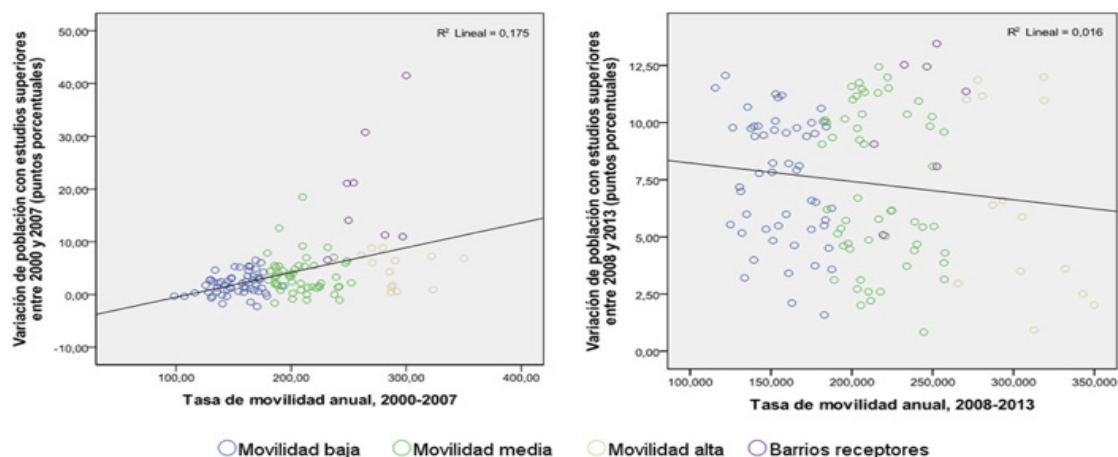 Variación de población con estudios superiores
entre 2000 y 2007 (puntos porcentuales)
50,00
40,00
30,00
20,00
10,00
0,00
-10,00
R² Lineal = 0,175
100,00
200,00
300,00
400,00
Tasa de movilidad anual, 2000-2007
Variación de población con estudios superiores
entre 2008 y 2013 (puntos porcentuales)
12,50
10,00
7,50
5,00
2,50
0,00
R² Lineal = 0,016
100,000
150,000
200,000
250,000
300,000
350,000
Tasa de movilidad anual, 2008-2013
Movilidad baja
Movilidad media
Movilidad alta
Barrios receptores